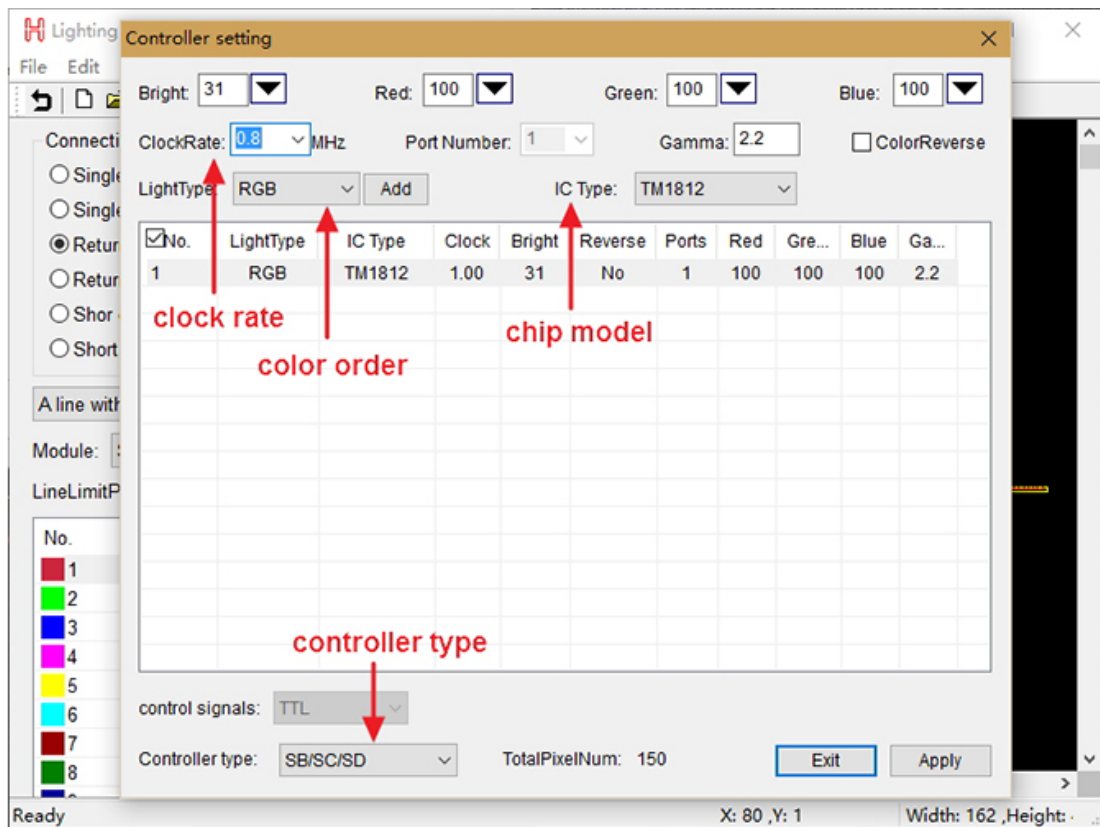 Lighting
Controller setting
File Edit
Bright: 31 Red: 100 Green: 100 Blue: 100
ClockRate: 0.8 MHz Port Number: 1 Gamma: 2.2 ColorReverse
LightType: RGB Add IC Type: TM1812
No. LightType IC Type Clock Bright Reverse Ports Red Gre... Blue Ga...
1 RGB TM1812 1.00 31 No 1 100 100 100 2.2
clock rate
color order
chip model
controller type
control signals: TTL
Controller type: SB/SC/SD TotalPixelNum: 150 Exit Apply
Connecti
Single
Single
Retur
Retur
Shor
Short
A line with
Module:
LineLimitP
No.
1
2
3
4
5
6
7
8
Ready X: 80 ,Y: 1 Width: 162 ,Height: